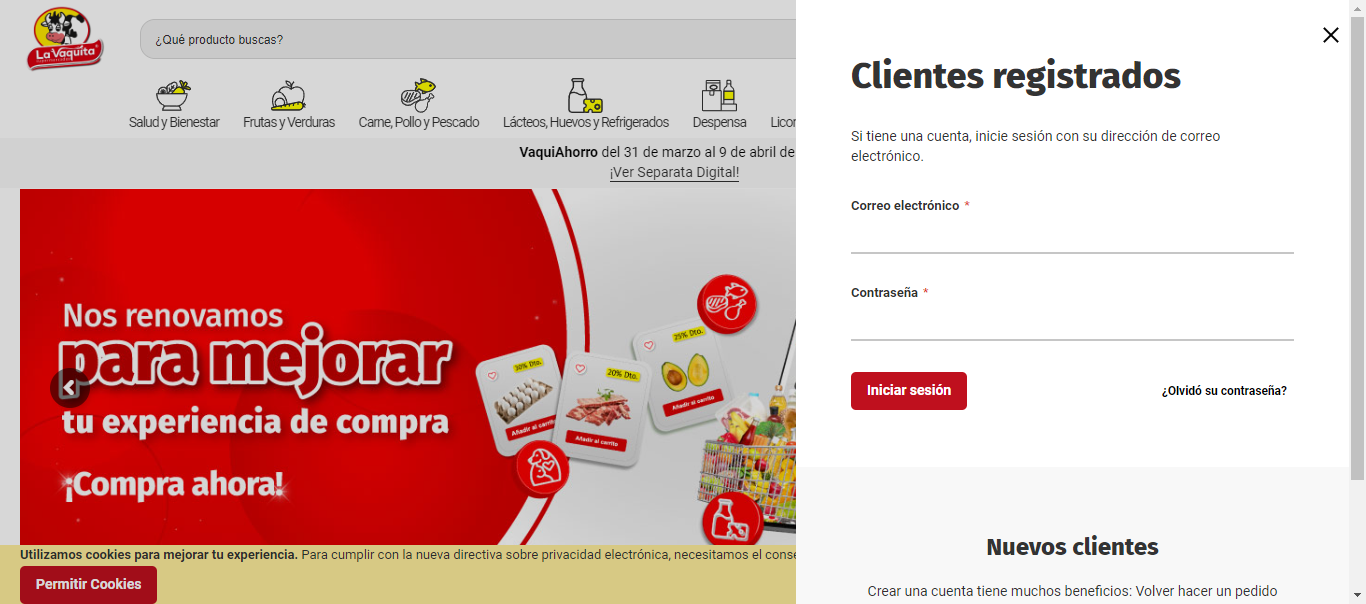 La Vaquita
¿Qué producto buscas?
Salud y Bienestar
Frutas y Verduras
Carne, Pollo y Pescado
Lácteos, Huevos y Refrigerados
Despensa
Licor
VaquiAhorro del 31 de marzo al 9 de abril de
¡Ver Separata Digital!
Nos renovamos
para mejorar
tu experiencia de compra
¡Compra ahora!
30% Dto.
Añadir al carrito
20% Dto.
Añadir al carrito
25% Dto.
Añadir al carrito
Utilizamos cookies para mejorar tu experiencia. Para cumplir con la nueva directiva sobre privacidad electrónica, necesitamos el conse
Permitir Cookies
Clientes registrados
Si tiene una cuenta, inicie sesión con su dirección de correo
electrónico.
Correo electrónico *
Contraseña *
Iniciar sesión
¿Olvidó su contraseña?
Nuevos clientes
Crear una cuenta tiene muchos beneficios: Volver hacer un pedido